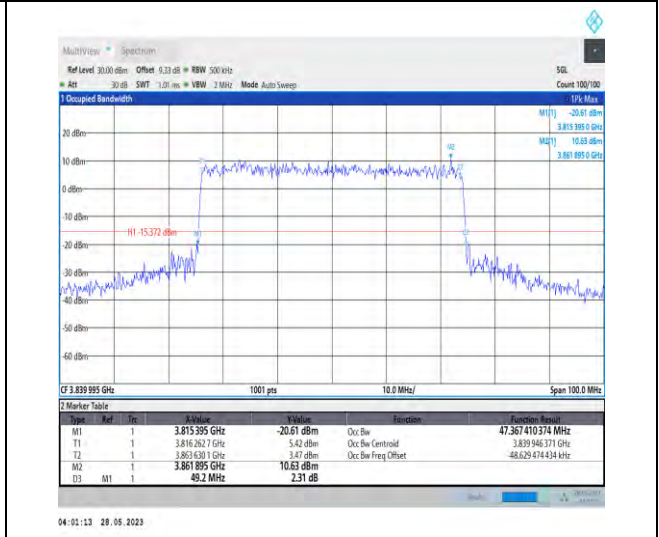 MultiView Spectrum
Ref Level 30.00 dBm Offset 9.33 dB RBW 500 kHz SGL
Att 30 dB SWT 1.01 ms VBW 2 MHz Mode Auto Sweep Count 100/100
1 Occupied Bandwidth 1Pk Max
M1[1] -20.61 dBm
3.815 395 0 GHz
20 dBm
M2[1] 10.63 dBm
3.861 895 0 GHz
M2
10 dBm
T1
T2
0 dBm
-10 dBm
H1 -15.372 dBm
M1
D3
-20 dBm
-30 dBm
-40 dBm
-50 dBm
-60 dBm
CF 3.839 995 GHz 1001 pts 10.0 MHz/ Span 100.0 MHz
2 Marker Table
Type Ref Trc X-Value Y-Value Function Function Result
M1 1 3.815 395 GHz -20.61 dBm Occ Bw 47.367 410 374 MHz
T1 1 3.816 262 7 GHz 5.42 dBm Occ Bw Centroid 3.839 946 371 GHz
T2 1 3.863 630 1 GHz 3.47 dBm Occ Bw Freq Offset -48.629 474 434 kHz
M2 1 3.861 895 GHz 10.63 dBm
D3 M1 1 49.2 MHz 2.31 dB
04:01:13 28.05.2023